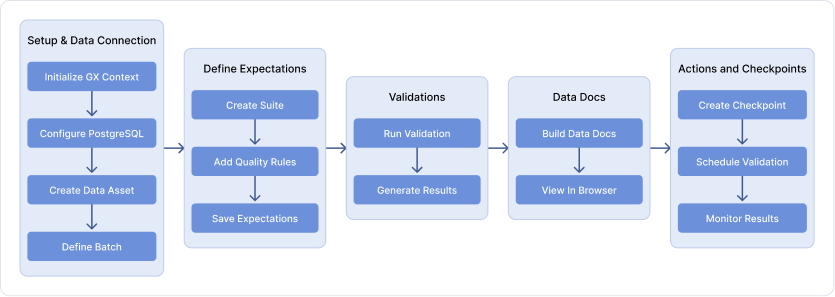 Setup & Data Connection
Initialize GX Context
Configure PostgreSQL
Create Data Asset
Define Batch
Define Expectations
Create Suite
Add Quality Rules
Save Expectations
Validations
Run Validation
Generate Results
Data Docs
Build Data Docs
View In Browser
Actions and Checkpoints
Create Checkpoint
Schedule Validation
Monitor Results